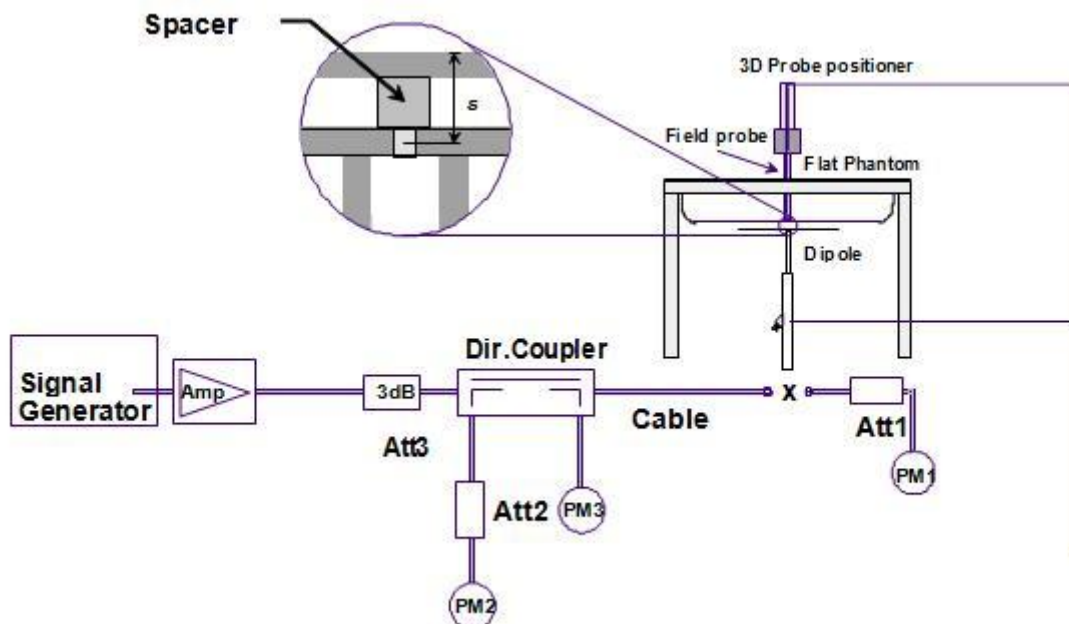 Spacer
s
3D Probe positioner
Field probe
Flat Phantom
Dipole
Signal
Generator
Amp
3dB
Att3
Dir.Coupler
Cable
X
Att1
PM1
Att2
PM3
PM2